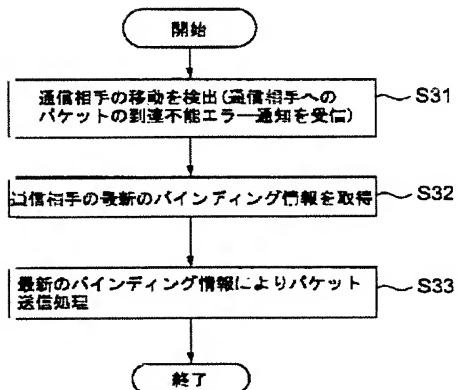 開始
通信相手の移動を検出(通信相手への
パケットの到達不能エラー通知を受信)
S31
通信相手の最新のバインディング情報を取得
S32
最新のバインディング情報によりパケット
送信処理
S33
終了